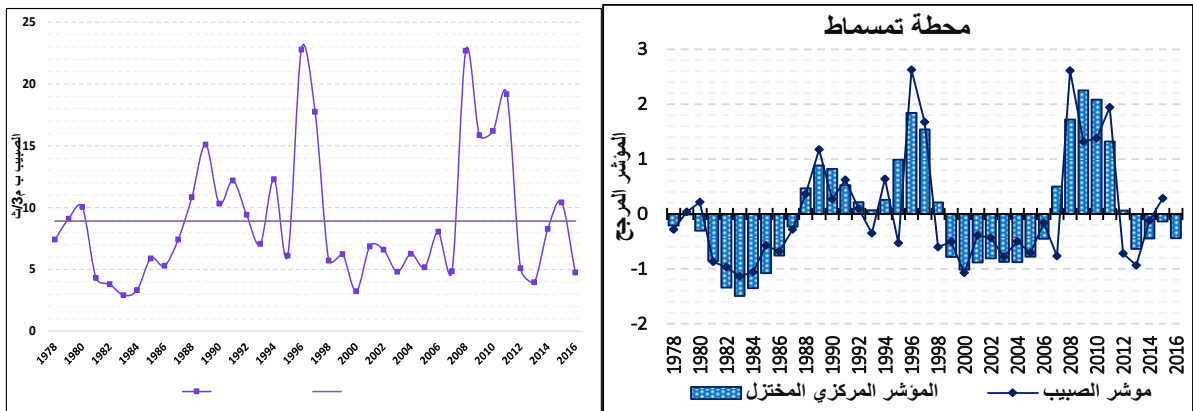 25
20
15
10
5
0
الصبيب ب م3/ث
1978 1980 1982 1984 1986 1988 1990 1992 1994 1996 1998 2000 2002 2004 2006 2008 2010 2012 2014 2016
محطة تمسماط
3
2
1
0
-1
-2
المؤشر المرجح
1978 1980 1982 1984 1986 1988 1990 1992 1994 1996 1998 2000 2002 2004 2006 2008 2010 2012 2014 2016
المؤشر المركزي المختزل
موشر الصبيب